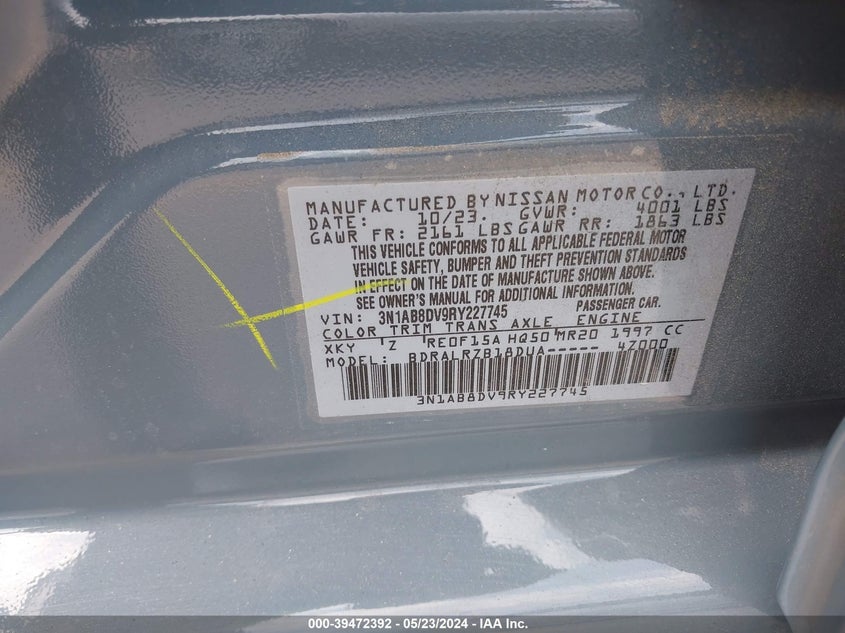 MANUFACTURED BY NISSAN MOTOR CO., LTD.
DATE: 10/23. GVWR: 4001 LBS
GAWR FR: 2161 LBS GAWR RR: 1863 LBS
THIS VEHICLE CONFORMS TO ALL APPLICABLE FEDERAL MOTOR
VEHICLE SAFETY, BUMPER AND THEFT PREVENTION STANDARDS
IN EFFECT ON THE DATE OF MANUFACTURE SHOWN ABOVE.
SEE OWNER'S MANUAL FOR ADDITIONAL INFORMATION.
VIN: 3N1AB8DV9RY227745 PASSENGER CAR.
COLOR TRIM TRANS AXLE ENGINE
XKY Z RE0F15A HQ50 MR20 1997 CC
MODEL: BDRALRZB18DUA----- 4Z000
3N1AB8DV9RY227745
000-39472392 - 05/23/2024 - IAA Inc.